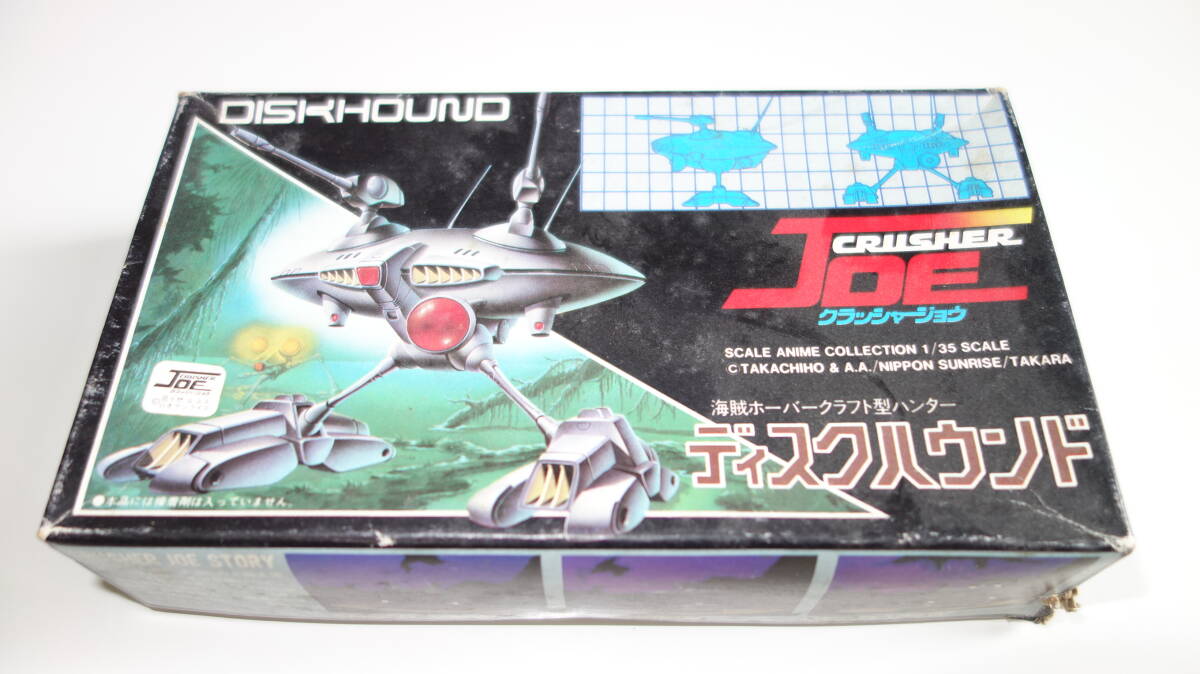 DISKHOUND
CRUSHER
JOE
クラッシャージョウ
SCALE ANIME COLLECTION 1/35 SCALE
©TAKACHIHO & A.A./NIPPON SUNRISE/TAKARA
海賊ホーバークラフト型ハンター
ディスクハウンド
CRUSHER
JOE
●本品には接着剤は入っていません。
SHER JOE STORY